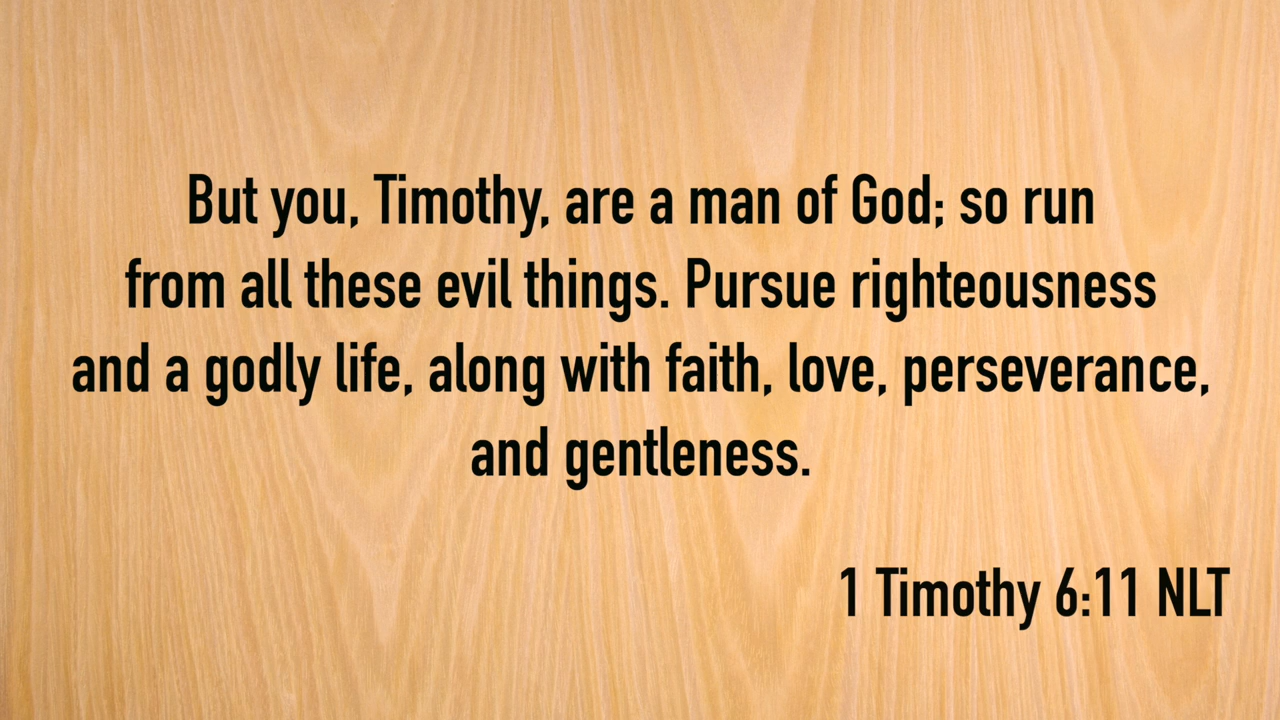 But you, Timothy, are a man of God; so run
from all these evil things. Pursue righteousness
and a godly life, along with faith, love, perseverance,
and gentleness.
1 Timothy 6:11 NLT